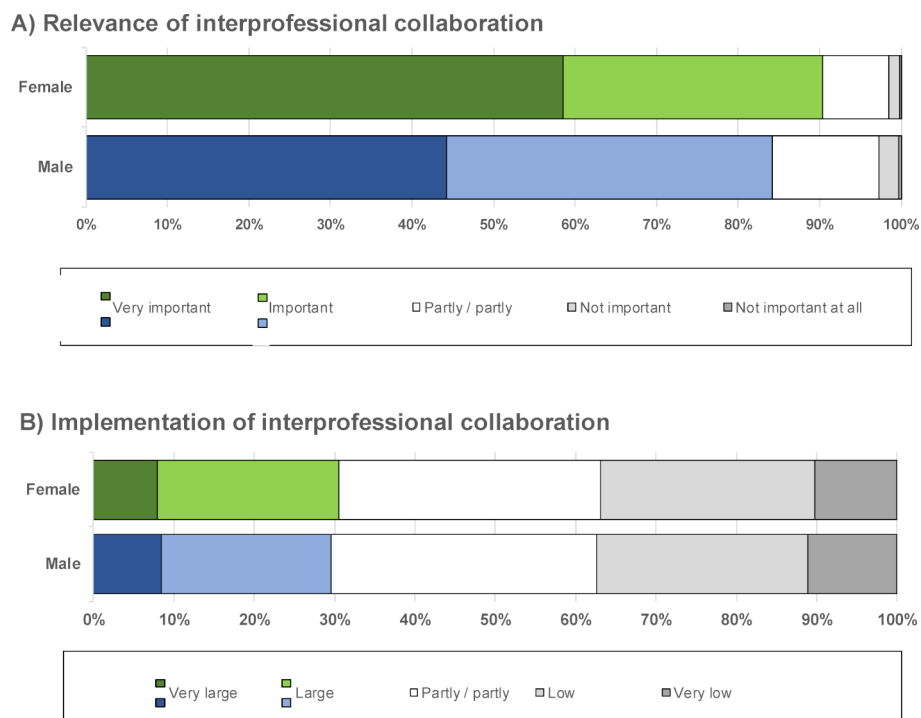 A) Relevance of interprofessional collaboration
Female
Male
0% 10% 20% 30% 40% 50% 60% 70% 80% 90% 100%
Very important Important Partly / partly Not important Not important at all
B) Implementation of interprofessional collaboration
Female
Male
0% 10% 20% 30% 40% 50% 60% 70% 80% 90% 100%
Very large Large Partly / partly Low Very low